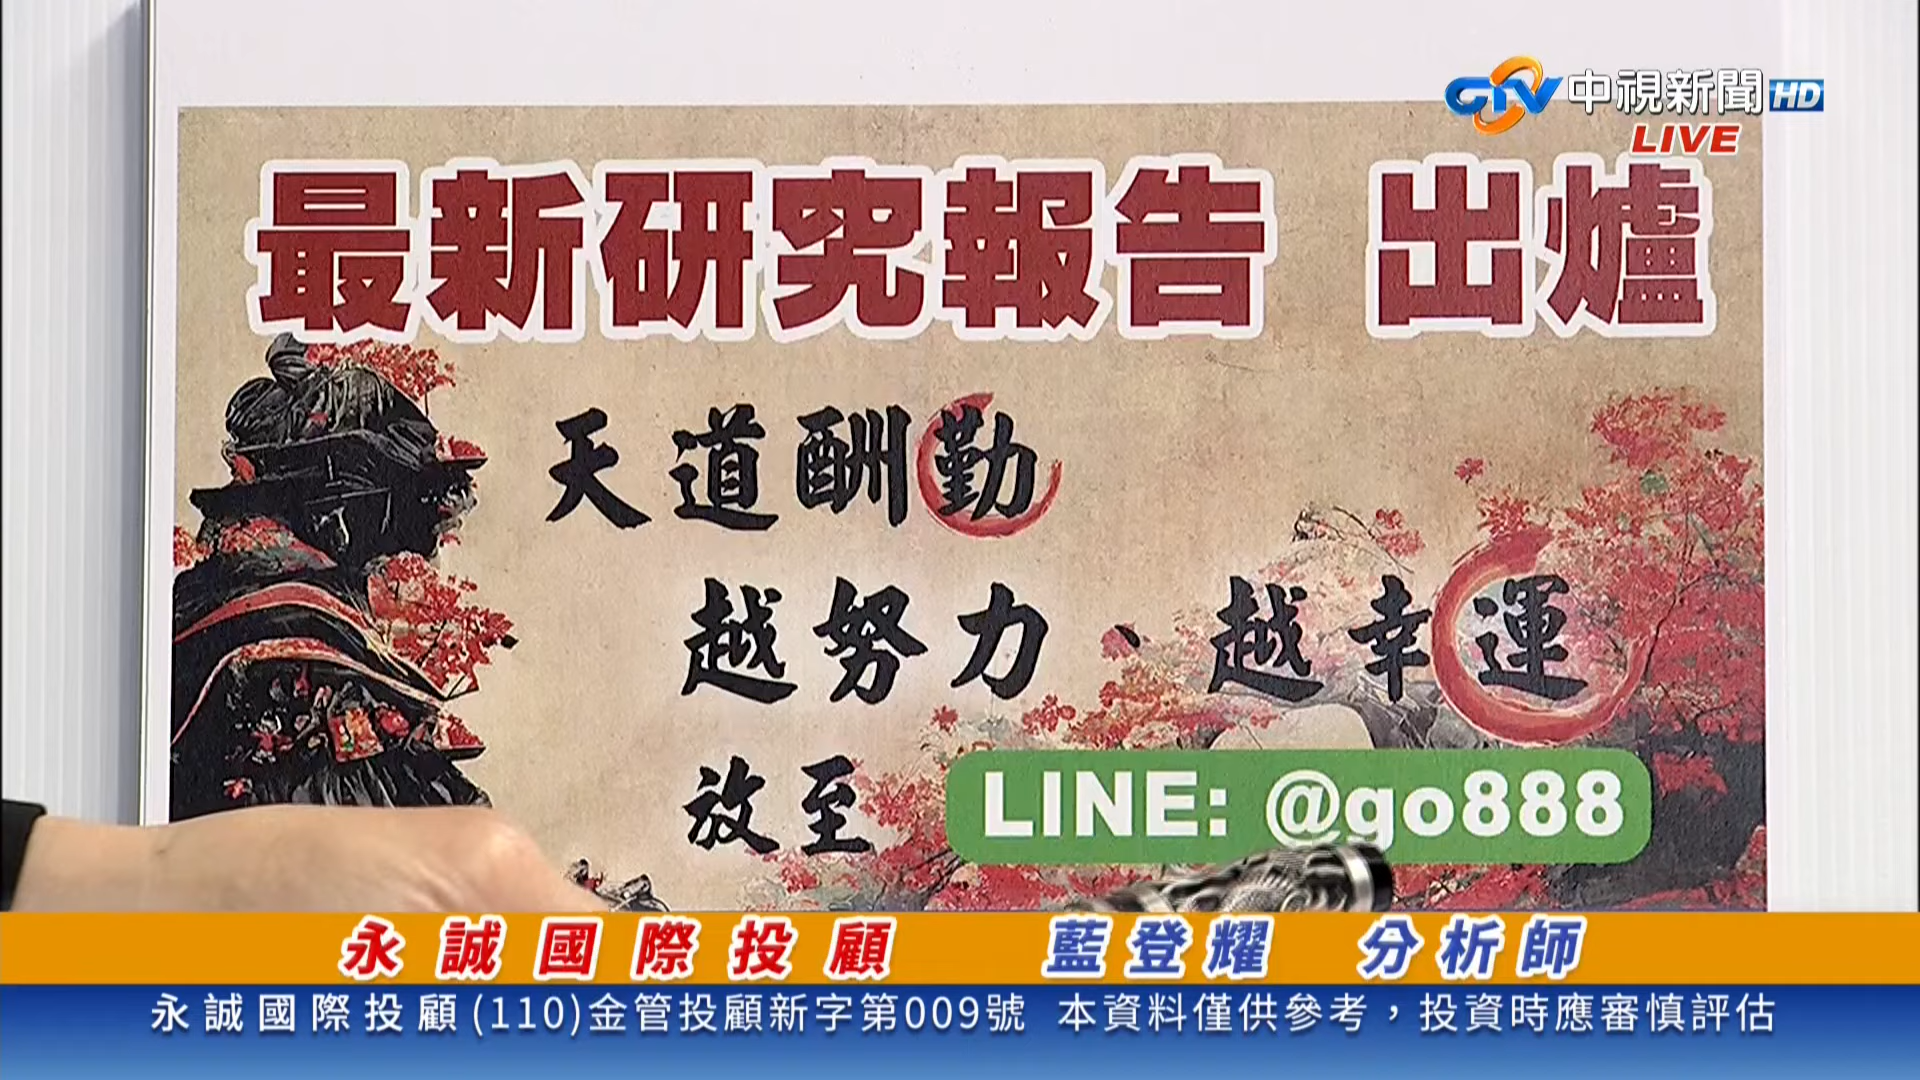 CTV 中視新聞 HD
LIVE
最新研究報告 出爐
天道酬勤
越努力、越幸運
放至 LINE: @go888
永誠國際投顧 藍登耀 分析師
永誠國際投顧(110)金管投顧新字第009號 本資料僅供參考，投資時應審慎評估